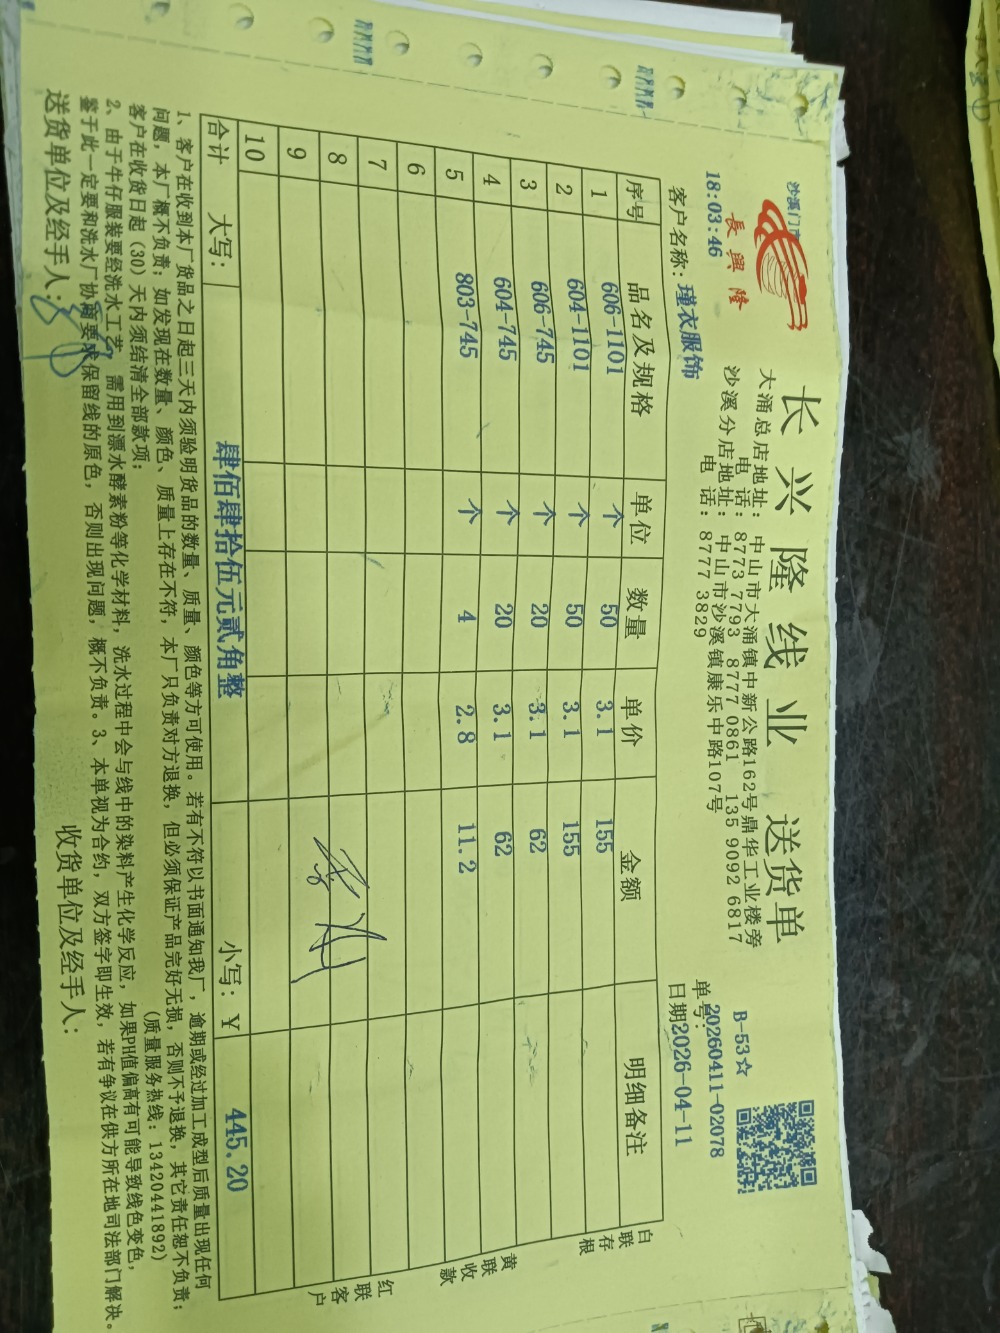 沙溪门市
長興隆
长兴隆线业 送货单
大涌总店地址：中山市大涌镇中新公路162号鼎华工业楼旁
电 话：8773 7793 8777 0861 135 9092 6817
沙溪分店地址：中山市沙溪镇康乐中路107号
电 话：8777 3829
B-53☆
单号：20260411-02078
日期2026-04-11
18:03:46
客户名称：瑾衣服饰
序号 品名及规格 单位 数量 单价 金额 明细备注
1 606-1101 个 50 3.1 155
2 604-1101 个 50 3.1 155
3 606-745 个 20 3.1 62
4 604-745 个 20 3.1 62
5 803-745 个 4 2.8 11.2
6
7
8
9
10
合计 大写：肆佰肆拾伍元贰角整 小写：￥ 445.20
白联存根
黄联收款
红联客户
1、客户在收到本厂货品之日起三天内须验明货品的数量、质量、颜色等方可使用。若有不符以书面通知我厂，逾期或经过加工成型后质量出现任何
问题，本厂概不负责；如发现在数量、颜色、质量上存在不符，本厂只负责对方退换，但必须保证产品完好无损，否则不予退换，其它责任恕不负责；
客户在收货日起（30）天内须结清全部款项； （质量服务热线：13420441892）
2、由于牛仔服装要经洗水工艺，需用到漂水酵素粉等化学材料，洗水过程中会与线中的染料产生化学反应，如果PH值偏高有可能导致线色变色，
鉴于此一定要和洗水厂协商要求保留线的原色，否则出现问题，概不负责。3、本单视为合约，双方签字即生效，若有争议在供方所在地司法部门解决。
送货单位及经手人： 收货单位及经手人：